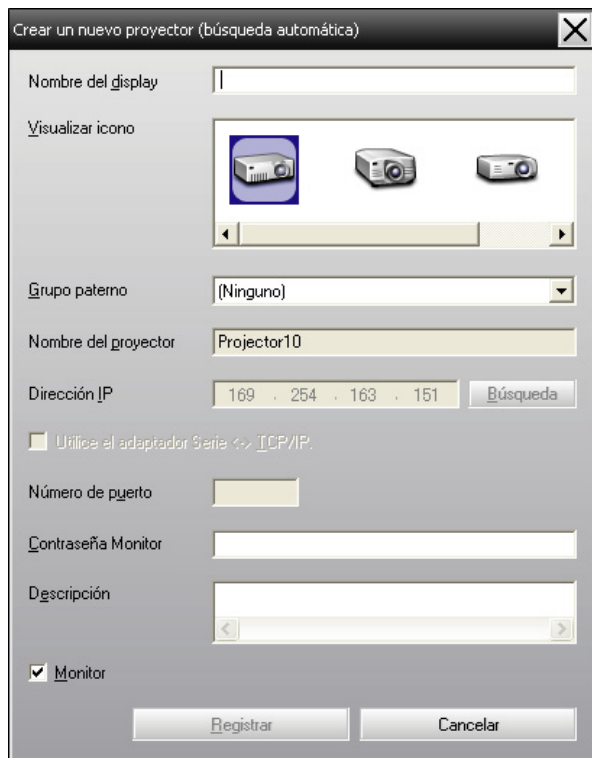 Crear un nuevo proyector (búsqueda automática)
Nombre del display
Visualizar icono
Grupo paterno (Ninguno)
Nombre del proyector Projector10
Dirección IP 169 . 254 . 163 . 151 Búsqueda
Utilice el adaptador Serie <-> TCP/IP.
Número de puerto
Contraseña Monitor
Descripción
Monitor
Registrar Cancelar